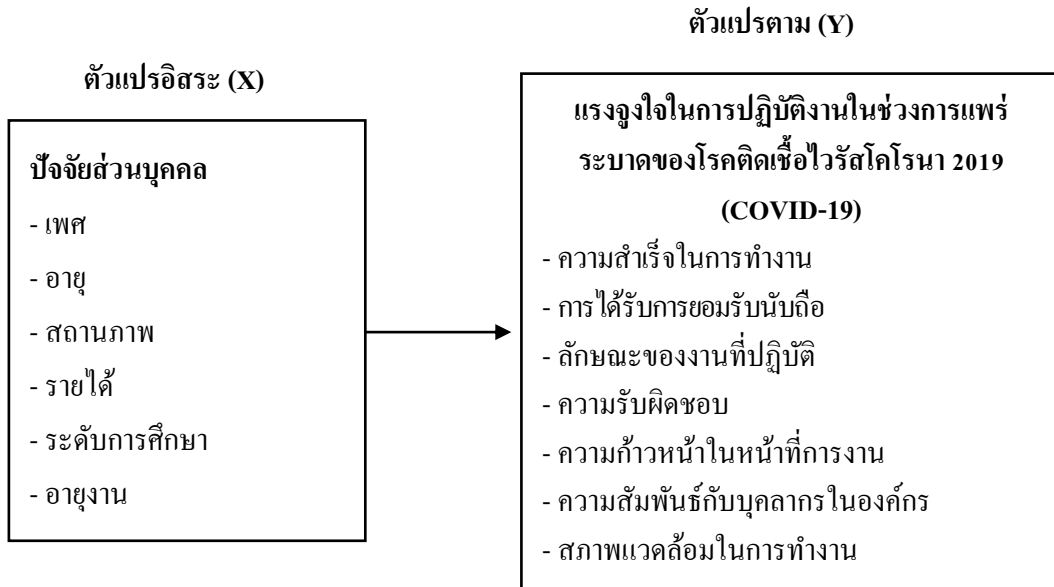 ตัวแปรอิสระ (X)
ปัจจัยส่วนบุคคล
- เพศ
- อายุ
- สถานภาพ
- รายได้
- ระดับการศึกษา
- อายุงาน
ตัวแปรตาม (Y)
แรงจูงใจในการปฏิบัติงานในช่วงการแพร่
ระบาดของโรคติดเชื้อไวรัสโคโรนา 2019
(COVID-19)
- ความสำเร็จในการทำงาน
- การได้รับการยอมรับนับถือ
- ลักษณะของงานที่ปฏิบัติ
- ความรับผิดชอบ
- ความก้าวหน้าในหน้าที่การงาน
- ความสัมพันธ์กับบุคลากรในองค์กร
- สภาพแวดล้อมในการทำงาน